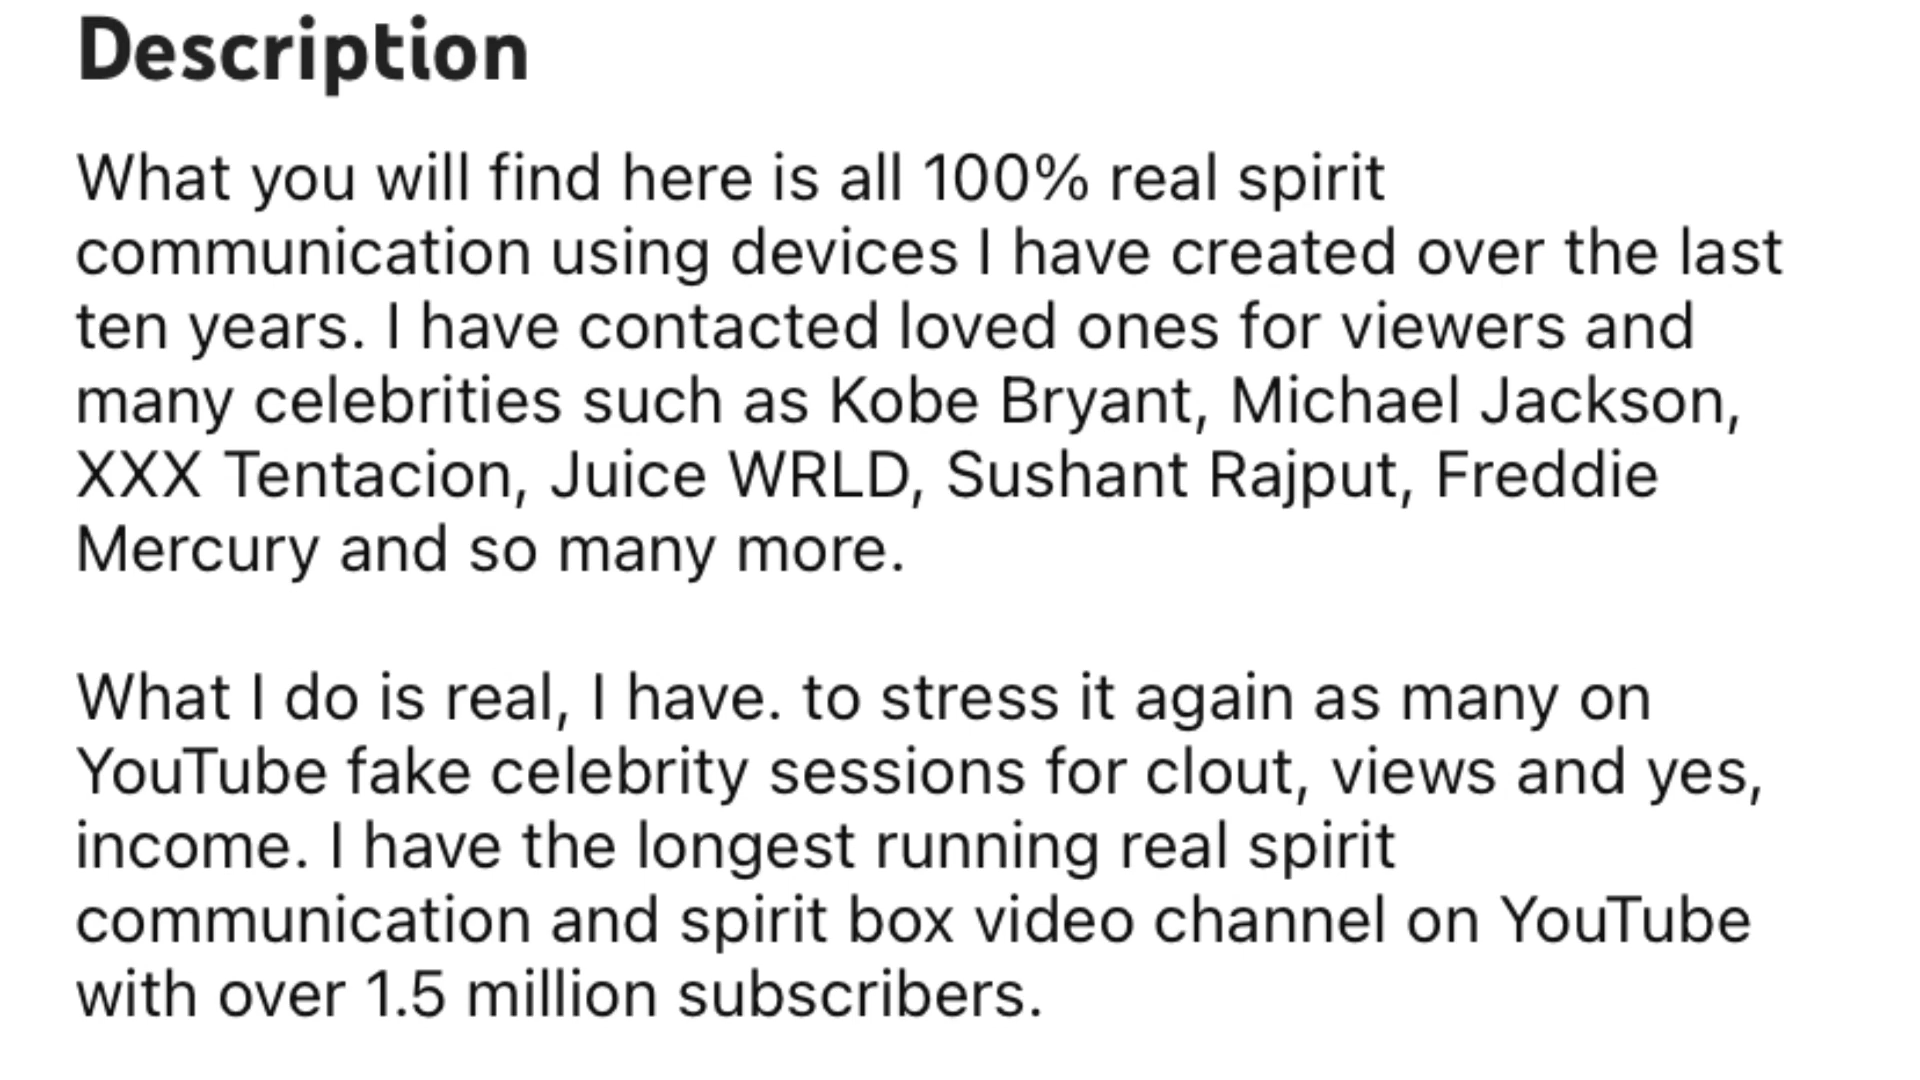 Description
What you will find here is all 100% real spirit
communication using devices I have created over the last
ten years. I have contacted loved ones for viewers and
many celebrities such as Kobe Bryant, Michael Jackson,
XXX Tentacion, Juice WRLD, Sushant Rajput, Freddie
Mercury and so many more.
What I do is real, I have. to stress it again as many on
YouTube fake celebrity sessions for clout, views and yes,
income. I have the longest running real spirit
communication and spirit box video channel on YouTube
with over 1.5 million subscribers.